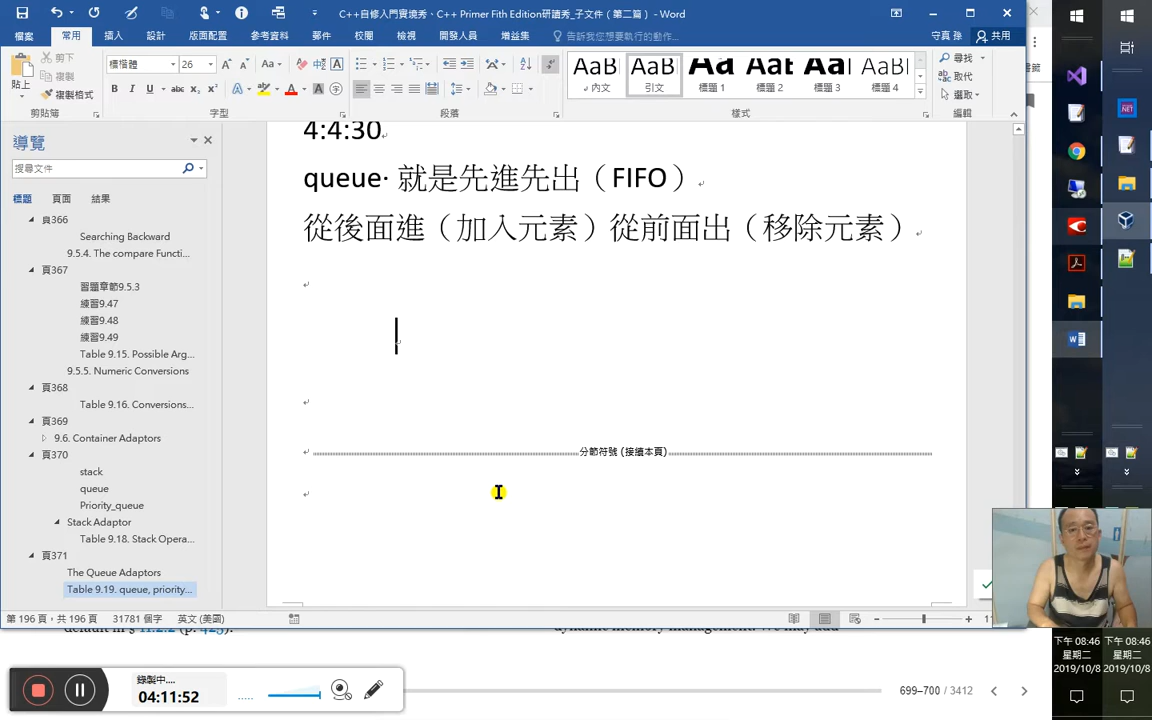 C++自修入門實境秀、C++ Primer Fith Edition研讀秀_子文件（第二篇） - Word
檔案 常用 插入 設計 版面配置 參考資料 郵件 校閱 檢視 開發人員 增益集 告訴我您想要執行的動作... 守真 孫 共用
貼上 剪下 複製 複製格式 剪貼簿
標楷體 26 字型
段落
AaBb 內文 AaBb 引文 標題 1 標題 2 標題 3 標題 4 樣式
尋找 取代 選取 編輯
導覽
搜尋文件
標題 頁面 結果
頁366
Searching Backward
9.5.4. The compare Functi...
頁367
習題章節9.5.3
練習9.47
練習9.48
練習9.49
Table 9.15. Possible Arg...
9.5.5. Numeric Conversions
頁368
Table 9.16. Conversions...
頁369
9.6. Container Adaptors
頁370
stack
queue
Priority_queue
Stack Adaptor
Table 9.18. Stack Opera...
頁371
The Queue Adaptors
Table 9.19. queue, priority...
4:4:30
queue· 就是先進先出（FIFO）
從後面進（加入元素）從前面出（移除元素）
分節符號 (接續本頁)
第 196 頁，共 196 頁 31781 個字 英文 (美國)
錄製中....
04:11:52
699–700 / 3412
下午 08:46
星期二
2019/10/8
下午 08:46
星期二
2019/10/8